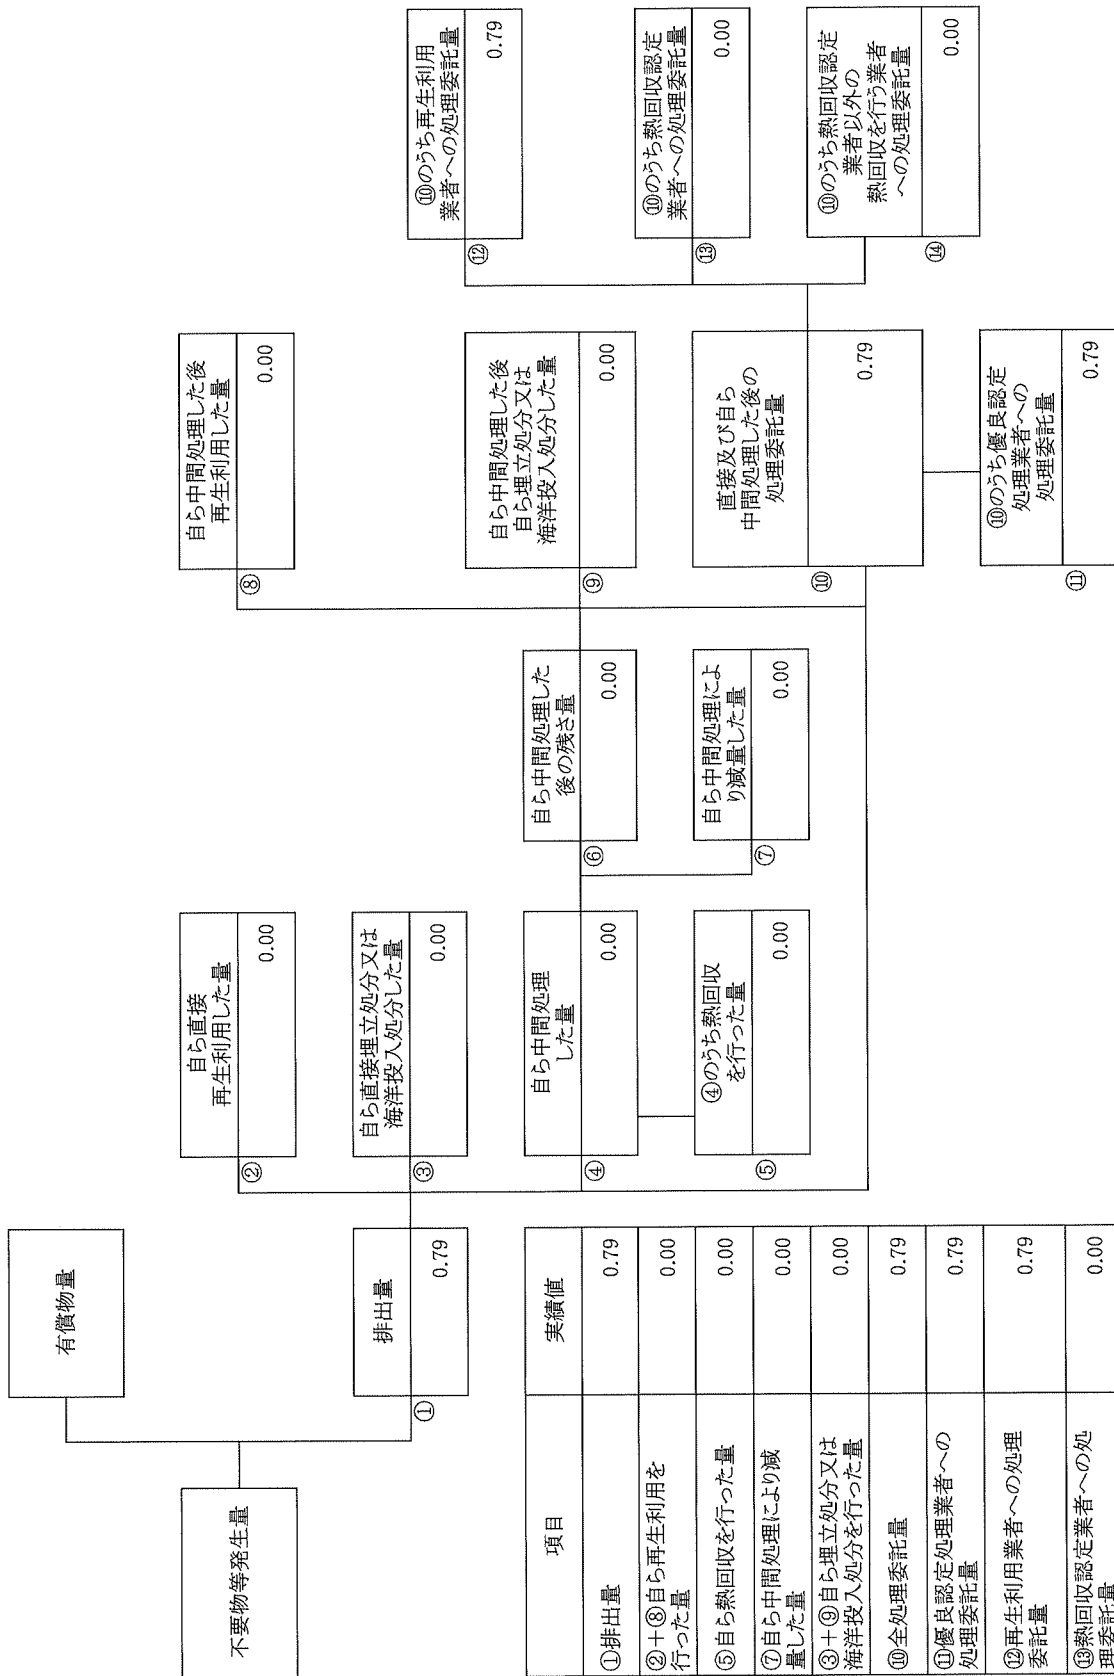 不要物等発生量
有償物量
排出量
①
0.79
自ら直接
再生利用した量
②
0.00
自ら直接埋立処分又は
海洋投入処分した量
③
0.00
自ら中間処理
した量
④
0.00
④のうち熱回収
を行った量
⑤
0.00
自ら中間処理した
後の残さ量
⑥
0.00
自ら中間処理によ
り減量した量
⑦
0.00
自ら中間処理した後
再生利用した量
⑧
0.00
自ら中間処理した後
自ら埋立処分又は
海洋投入処分した量
⑨
0.00
直接及び自ら
中間処理した後の
処理委託量
⑩
0.79
⑩のうち優良認定
処理業者への
処理委託量
⑪
0.79
⑩のうち再生利用
業者への処理委託量
⑫
0.79
⑩のうち熱回収認定
業者への処理委託量
⑬
0.00
⑩のうち熱回収認定
業者以外の
熱回収を行う業者
への処理委託量
⑭
0.00
項目 実績値
①排出量 0.79
②+⑧自ら再生利用を
行った量 0.00
⑤自ら熱回収を行った量 0.00
⑦自ら中間処理により減
量した量 0.00
③+⑨自ら埋立処分又は
海洋投入処分を行った量 0.00
⑩全処理委託量 0.79
⑪優良認定処理業者への
処理委託量 0.79
⑫再生利用業者への処理
委託量 0.79
⑬熱回収認定業者への処
理委託量 0.00